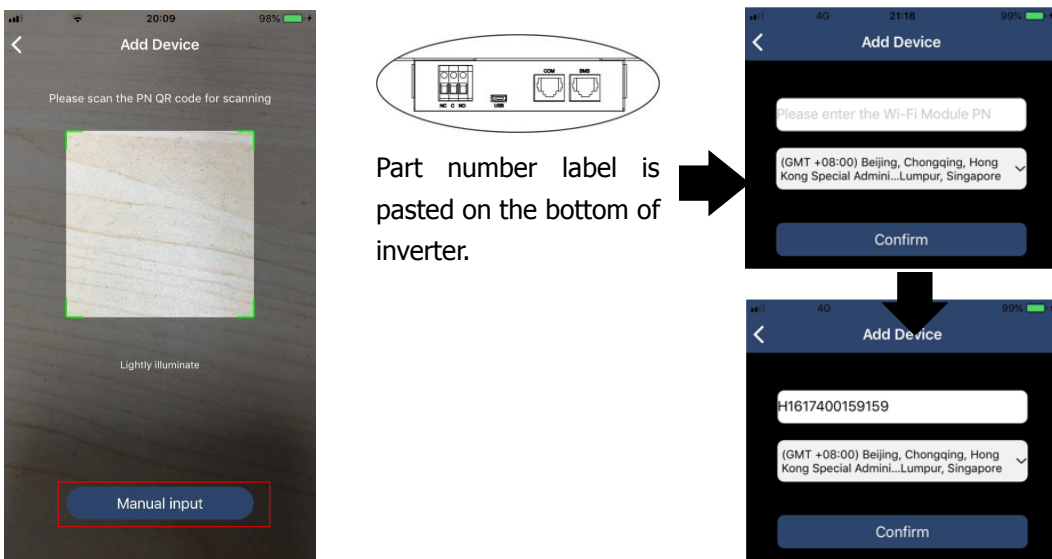 20:09
98%
Add Device
Please scan the PN QR code for scanning
Lightly illuminate
Manual input
COM
BMS
NC C NO
USB
Part number label is
pasted on the bottom of
inverter.
4G
21:18
99%
Add Device
Please enter the Wi-Fi Module PN
(GMT +08:00) Beijing, Chongqing, Hong
Kong Special Admini...Lumpur, Singapore
Confirm
4G
99%
Add Device
H1617400159159
(GMT +08:00) Beijing, Chongqing, Hong
Kong Special Admini...Lumpur, Singapore
Confirm